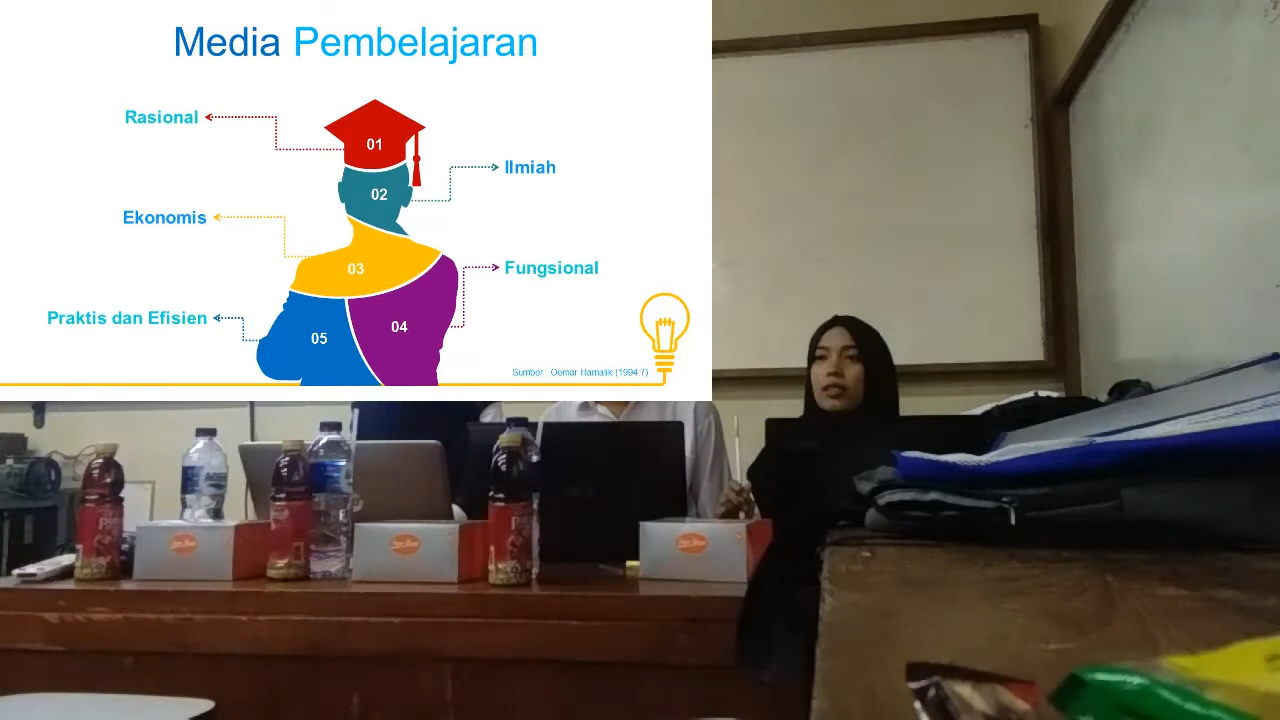 Media Pembelajaran
Rasional
01
Ilmiah
02
Ekonomis
03
Fungsional
04
Praktis dan Efisien
05
Sumber : Oemar Hamalik (1994:7)